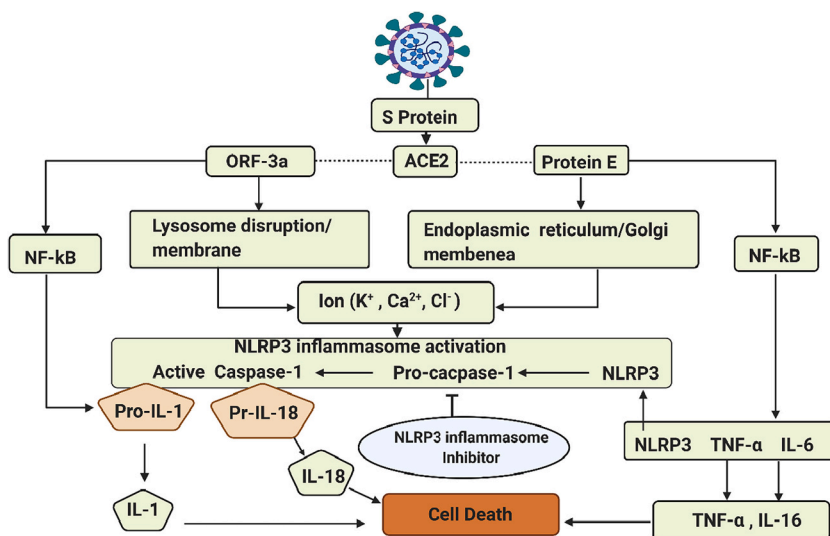 S Protein
ORF-3a
ACE2
Protein E
Lysosome disruption/
membrane
Endoplasmic reticulum/Golgi
membenea
NF-kB
NF-kB
Ion (K⁺ , Ca²⁺, Cl⁻)
NLRP3 inflammasome activation
Active Caspase-1
Pro-cacpase-1
NLRP3
Pro-IL-1
Pr-IL-18
NLRP3 inflammasome
Inhibitor
NLRP3 TNF-α IL-6
IL-18
IL-1
Cell Death
TNF-α , IL-16